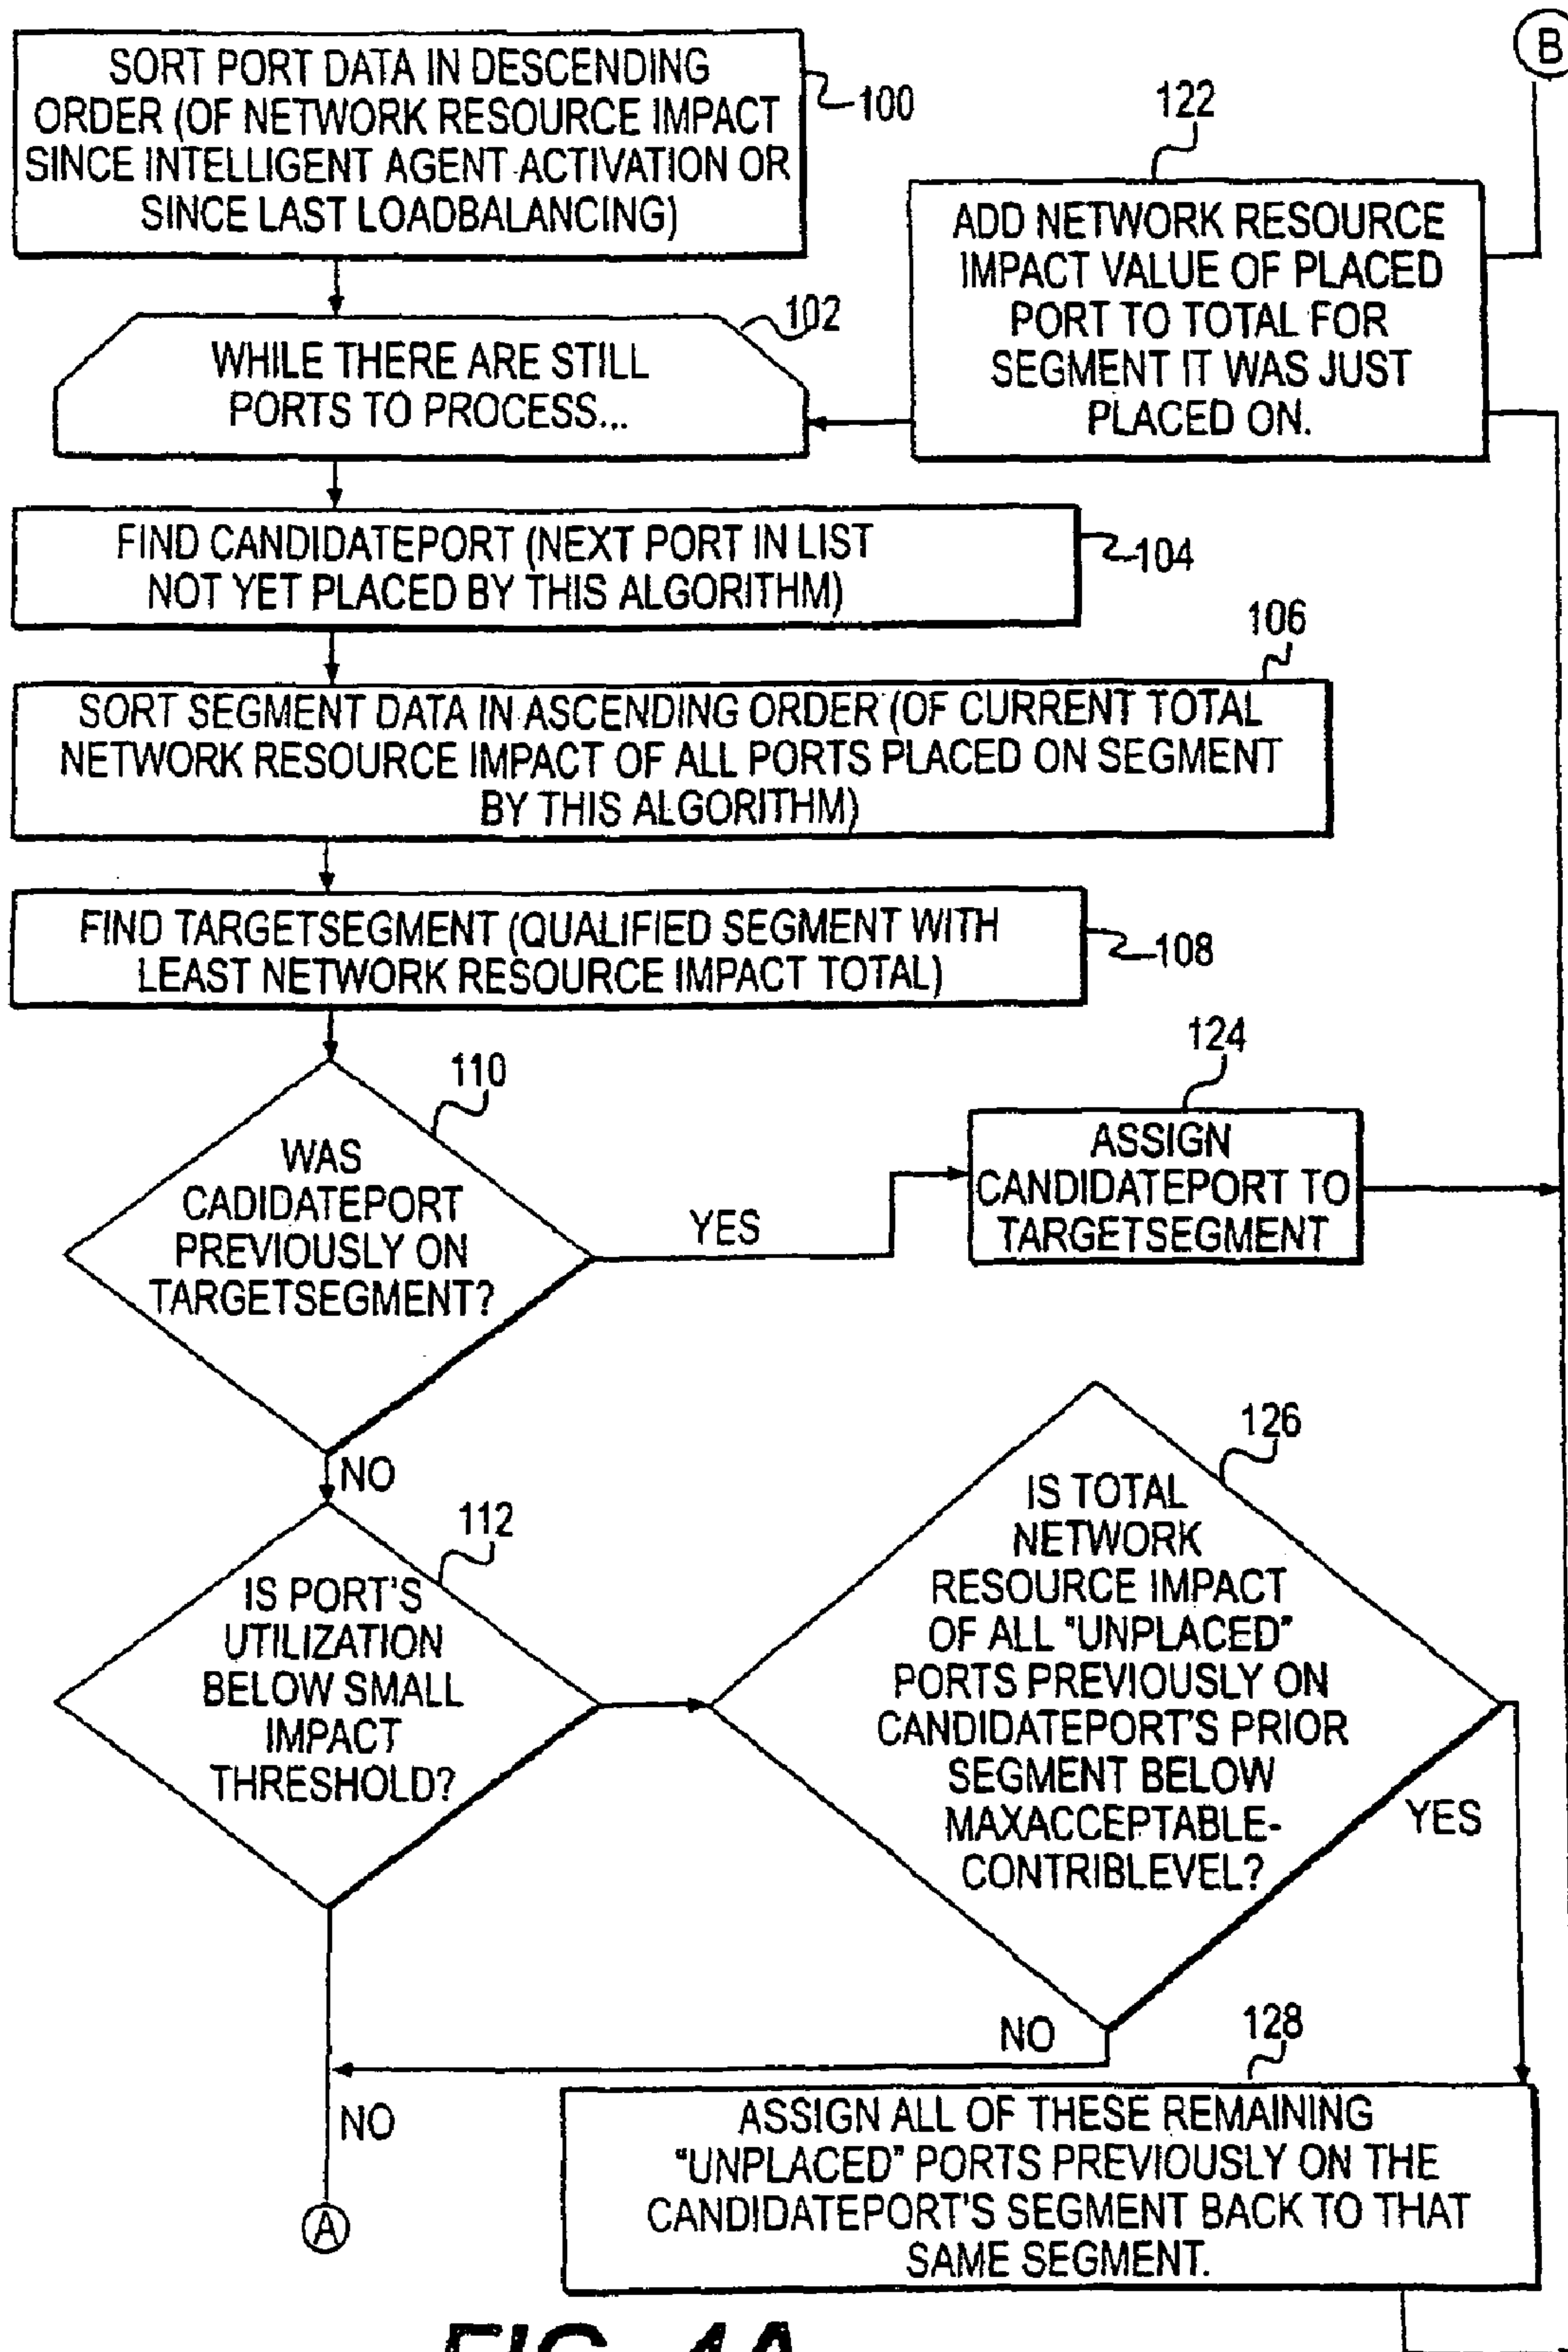 SORT PORT DATA IN DESCENDING
ORDER (OF NETWORK RESOURCE IMPACT
SINCE INTELLIGENT AGENT ACTIVATION OR
SINCE LAST LOADBALANCING)
100
B
122
ADD NETWORK RESOURCE
IMPACT VALUE OF PLACED
PORT TO TOTAL FOR
SEGMENT IT WAS JUST
PLACED ON.
102
WHILE THERE ARE STILL
PORTS TO PROCESS...
FIND CANDIDATEPORT (NEXT PORT IN LIST
NOT YET PLACED BY THIS ALGORITHM)
104
106
SORT SEGMENT DATA IN ASCENDING ORDER (OF CURRENT TOTAL
NETWORK RESOURCE IMPACT OF ALL PORTS PLACED ON SEGMENT
BY THIS ALGORITHM)
FIND TARGETSEGMENT (QUALIFIED SEGMENT WITH
LEAST NETWORK RESOURCE IMPACT TOTAL)
108
110
WAS
CADIDATEPORT
PREVIOUSLY ON
TARGETSEGMENT?
YES
124
ASSIGN
CANDIDATEPORT TO
TARGETSEGMENT
NO
112
IS PORT'S
UTILIZATION
BELOW SMALL
IMPACT
THRESHOLD?
126
IS TOTAL
NETWORK
RESOURCE IMPACT
OF ALL "UNPLACED"
PORTS PREVIOUSLY ON
CANDIDATEPORT'S PRIOR
SEGMENT BELOW
MAXACCEPTABLE-
CONTRIBLEVEL?
YES
NO
NO
A
128
ASSIGN ALL OF THESE REMAINING
"UNPLACED" PORTS PREVIOUSLY ON THE
CANDIDATEPORT'S SEGMENT BACK TO THAT
SAME SEGMENT.
FIG. 4A